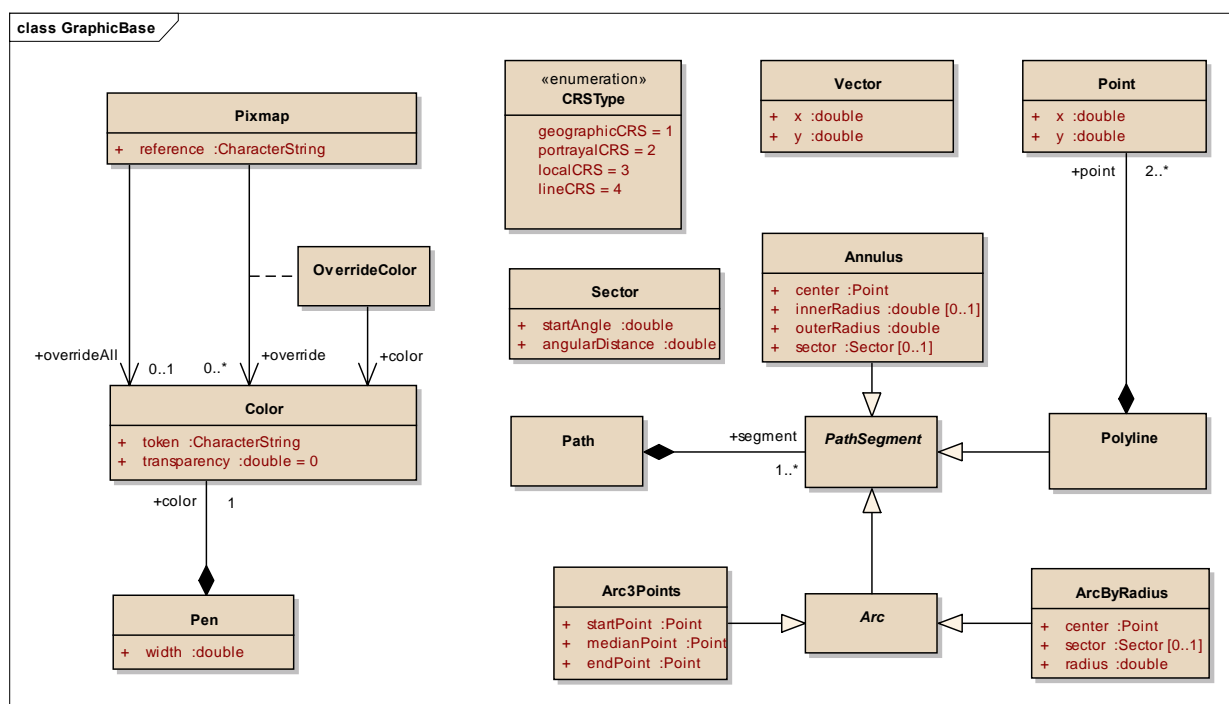 class GraphicBase
Pixmap
+ reference :CharacterString
OverrideColor
+overrideAll
0..1
0..*
+override
+color
Color
+ token :CharacterString
+ transparency :double = 0
+color
1
Pen
+ width :double
«enumeration»
CRSType
geographicCRS = 1
portrayalCRS = 2
localCRS = 3
lineCRS = 4
Vector
+ x :double
+ y :double
Point
+ x :double
+ y :double
+point
2..*
Sector
+ startAngle :double
+ angularDistance :double
Annulus
+ center :Point
+ innerRadius :double [0..1]
+ outerRadius :double
+ sector :Sector [0..1]
Path
+segment
1..*
PathSegment
Polyline
Arc3Points
+ startPoint :Point
+ medianPoint :Point
+ endPoint :Point
Arc
ArcByRadius
+ center :Point
+ sector :Sector [0..1]
+ radius :double